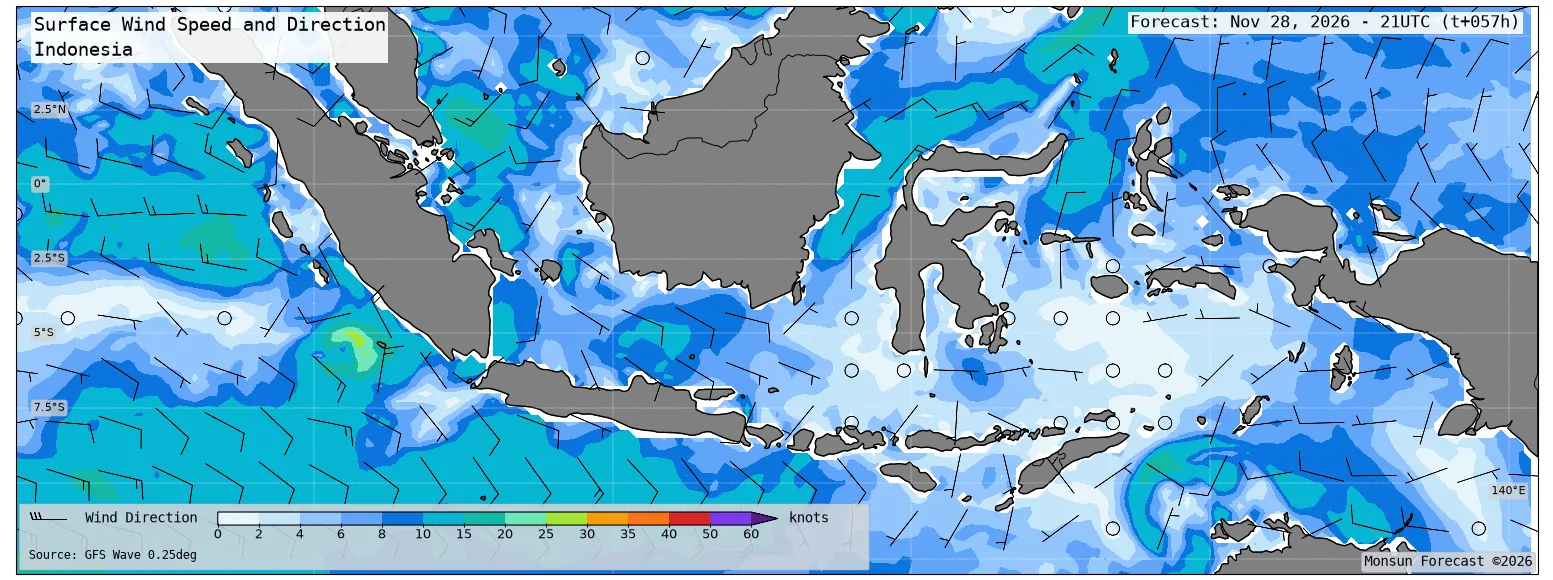 Surface Wind Speed and Direction
Indonesia
Forecast: Nov 28, 2026 - 21UTC (t+057h)
2.5°N
0°
2.5°S
5°S
7.5°S
140°E
Wind Direction
0 2 4 6 8 10 15 20 25 30 35 40 50 60
knots
Source: GFS Wave 0.25deg
Monsun Forecast ©2026